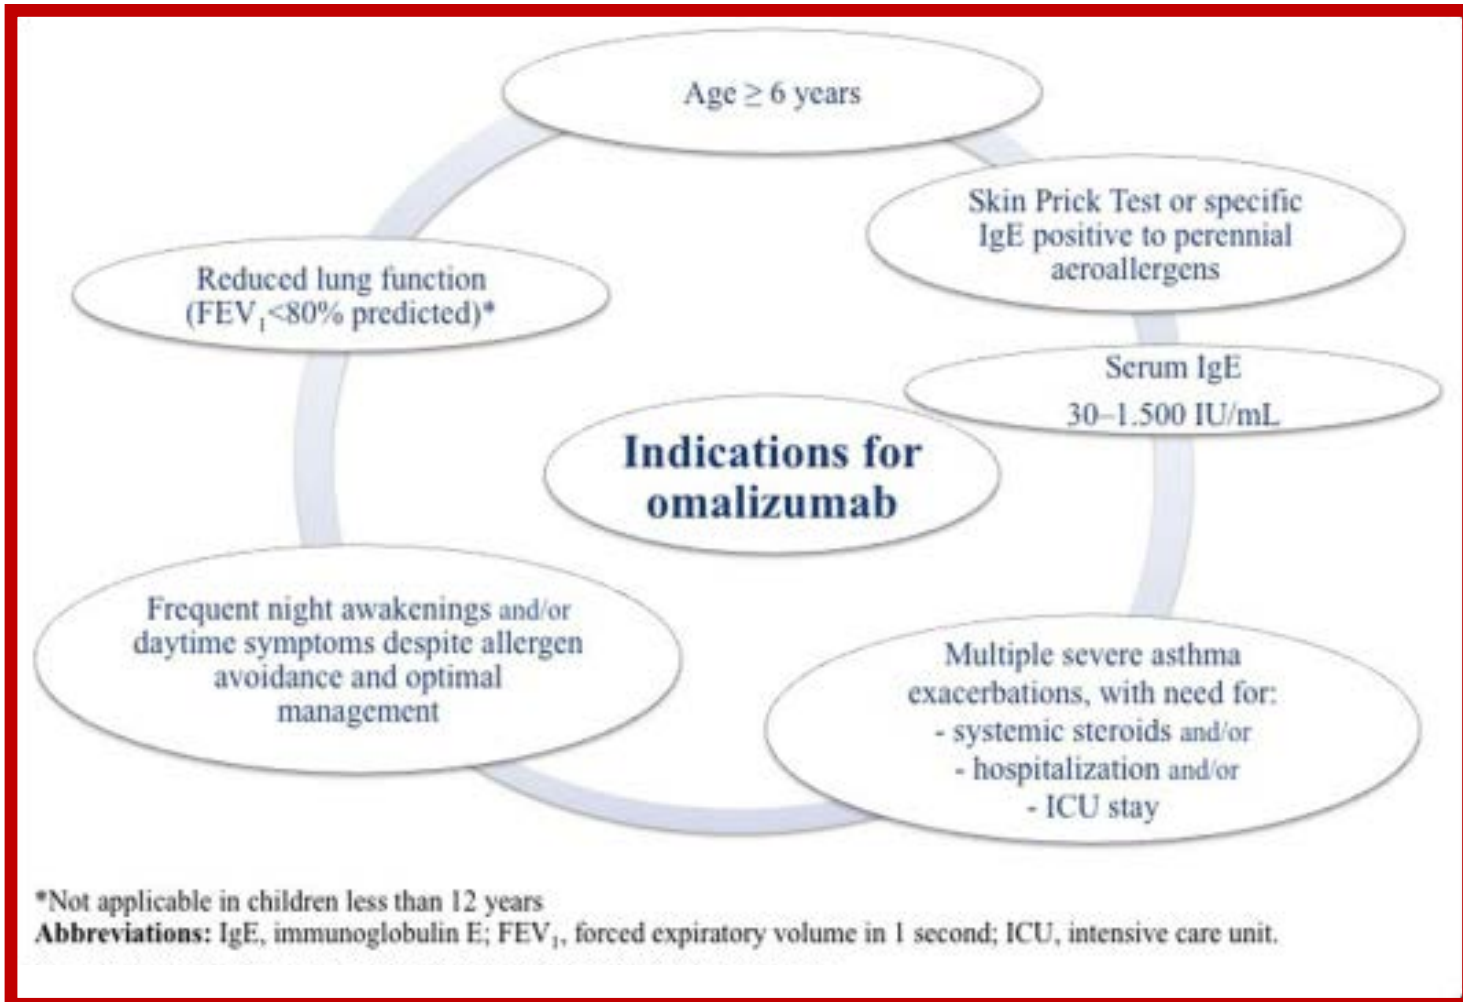 Age ≥ 6 years
Skin Prick Test or specific
IgE positive to perennial
aeroallergens
Serum IgE
30–1.500 IU/mL
Multiple severe asthma
exacerbations, with need for:
- systemic steroids and/or
- hospitalization and/or
- ICU stay
Frequent night awakenings and/or
daytime symptoms despite allergen
avoidance and optimal
management
Reduced lung function
(FEV₁<80% predicted)*
Indications for
omalizumab
*Not applicable in children less than 12 years
Abbreviations: IgE, immunoglobulin E; FEV₁, forced expiratory volume in 1 second; ICU, intensive care unit.